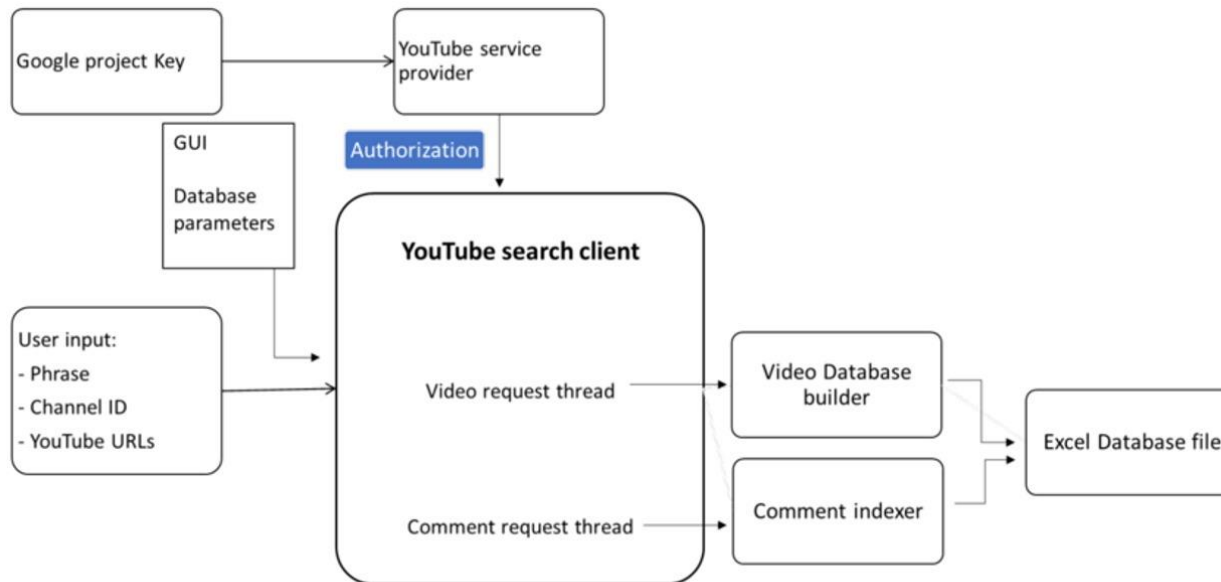 Google project Key
YouTube service
provider
GUI
Database
parameters
Authorization
YouTube search client
User input:
- Phrase
- Channel ID
- YouTube URLs
Video request thread
Comment request thread
Video Database
builder
Comment indexer
Excel Database file